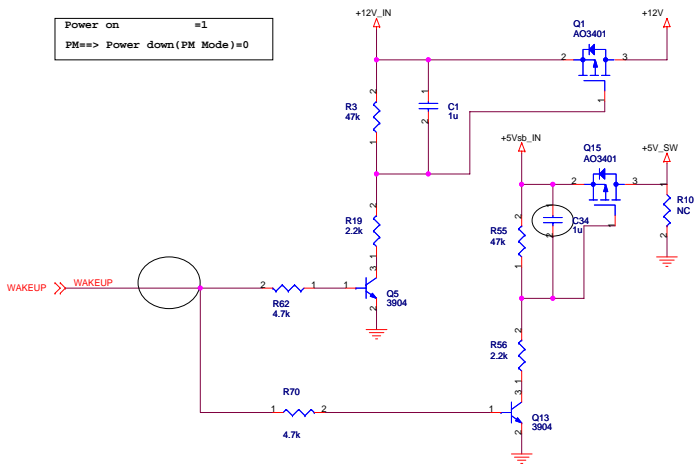 Power on =1
PM==> Power down(PM Mode)=0
+12V_IN
Q1
AO3401
+12V
2
3
1
R3
47k
2
1
C1
1u
1
2
+5Vsb_IN
Q15
AO3401
+5V_SW
2
3
1
R10
NC
1
2
R19
2.2k
2
1
R55
47k
2
1
C34
1u
1
2
WAKEUP
WAKEUP
2
1
R62
4.7k
1
3
2
Q5
3904
R56
2.2k
2
1
R70
1
2
4.7k
1
3
2
Q13
3904